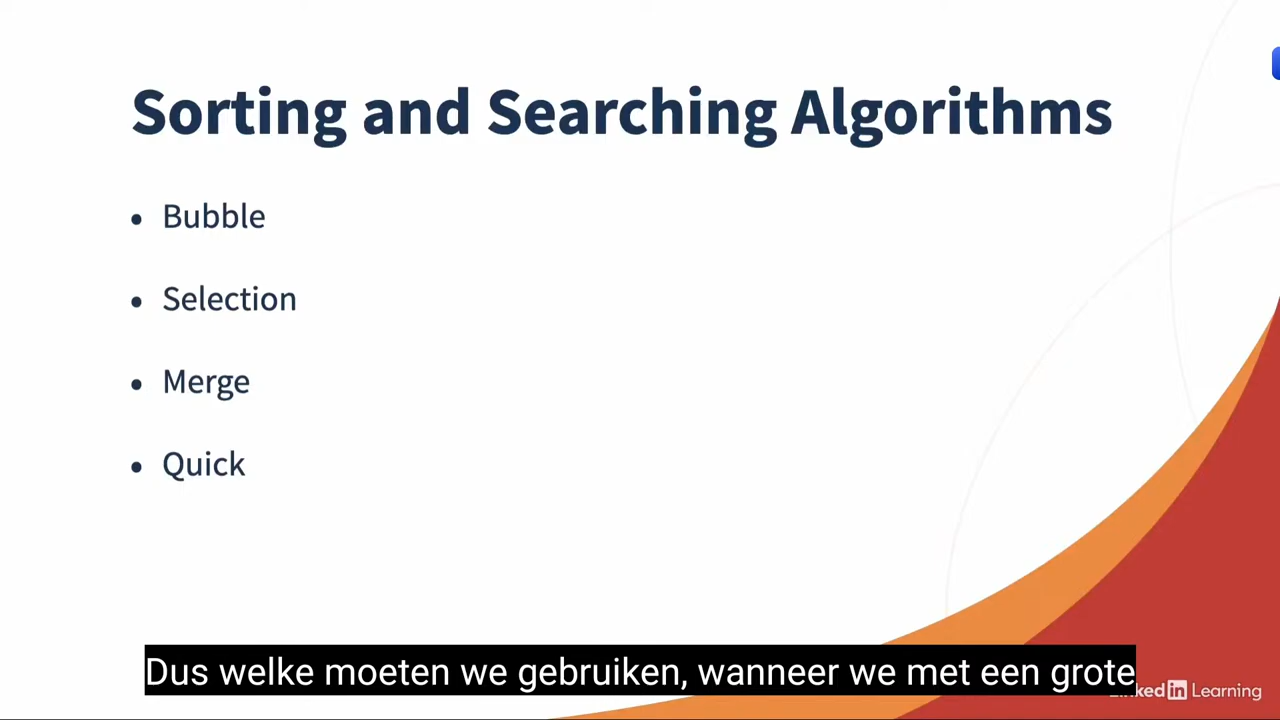 Sorting and Searching Algorithms
• Bubble
• Selection
• Merge
• Quick
Dus welke moeten we gebruiken, wanneer we met een grote
Learning